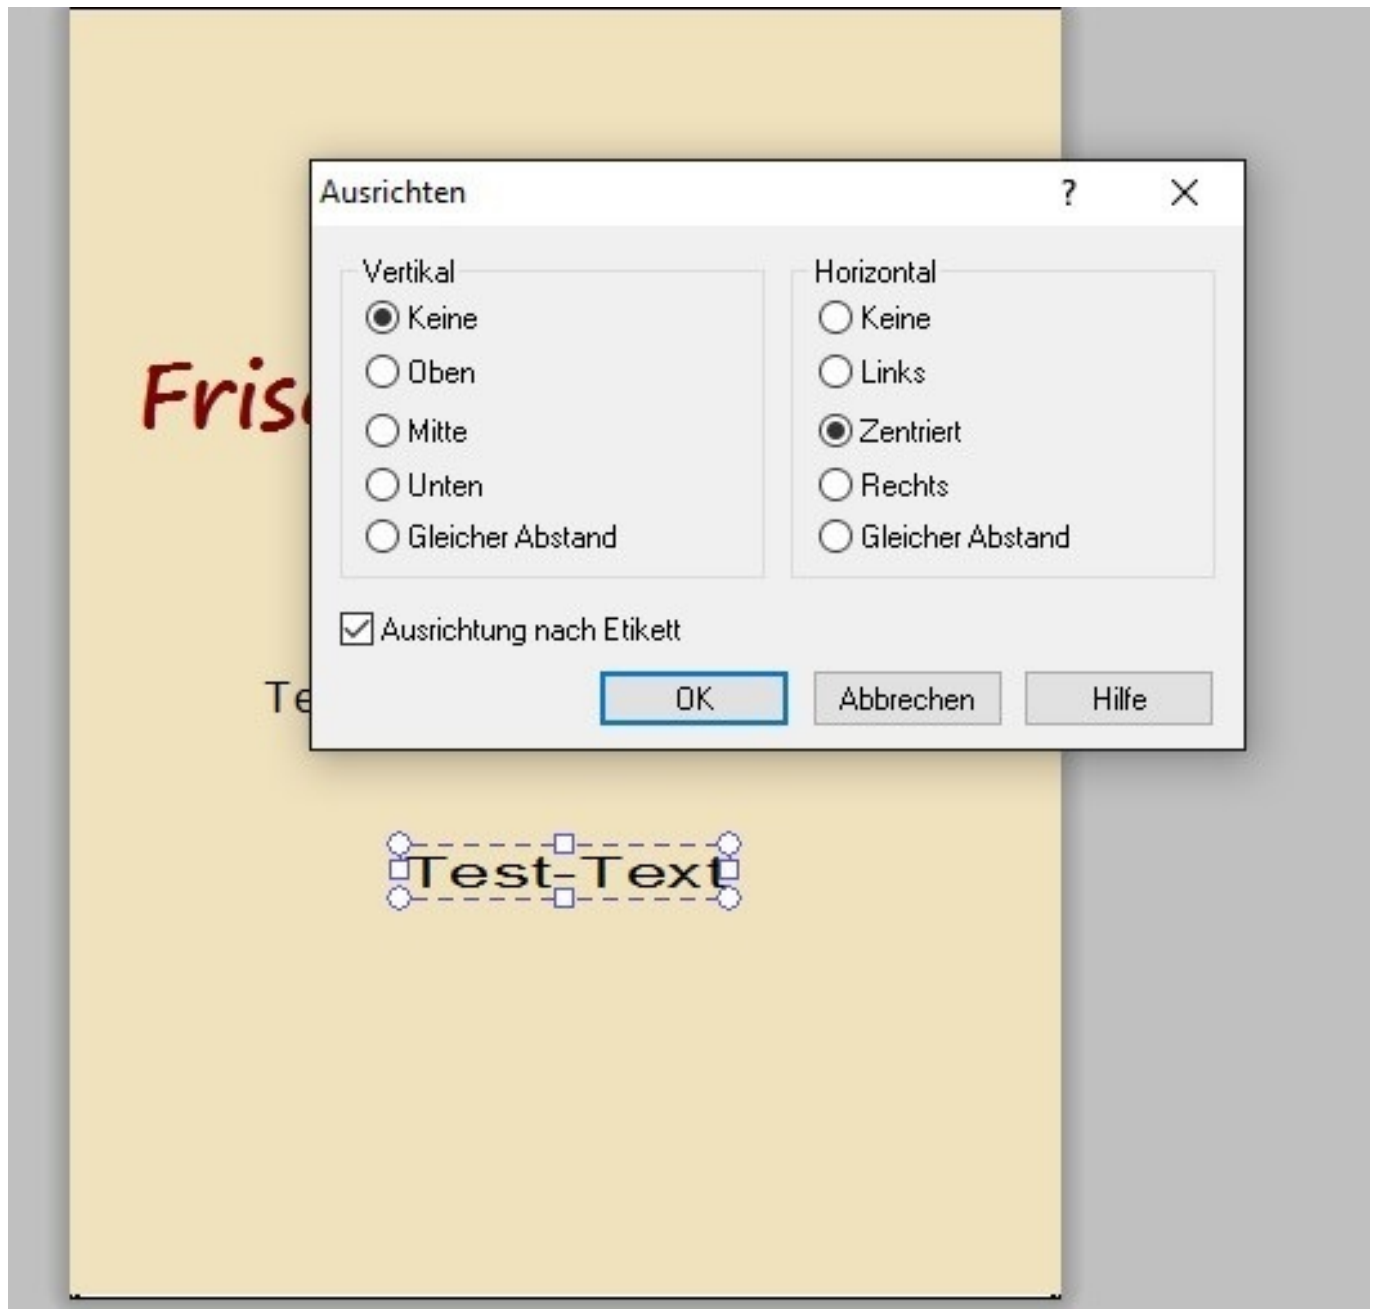 Ausrichten ?
Vertikal
Keine
Oben
Mitte
Unten
Gleicher Abstand
Horizontal
Keine
Links
Zentriert
Rechts
Gleicher Abstand
Ausrichtung nach Etikett
OK Abbrechen Hilfe
Test-Text